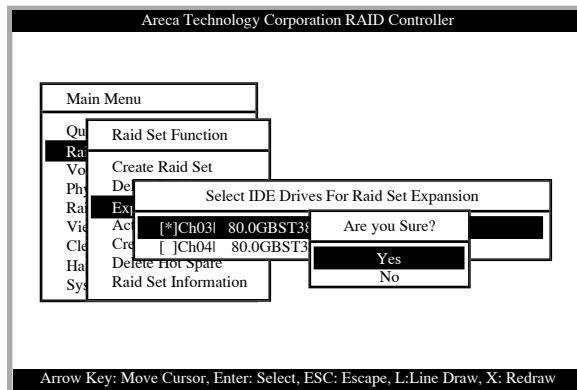 Areca Technology Corporation RAID Controller
Main Menu
Raid Set Function
Create Raid Set
Select IDE Drives For Raid Set Expansion
[*]Ch03| 80.0GBST38
[ ]Ch04| 80.0GBST3
Are you Sure?
Yes
No
Delete Hot Spare
Raid Set Information
Arrow Key: Move Cursor, Enter: Select, ESC: Escape, L:Line Draw, X: Redraw